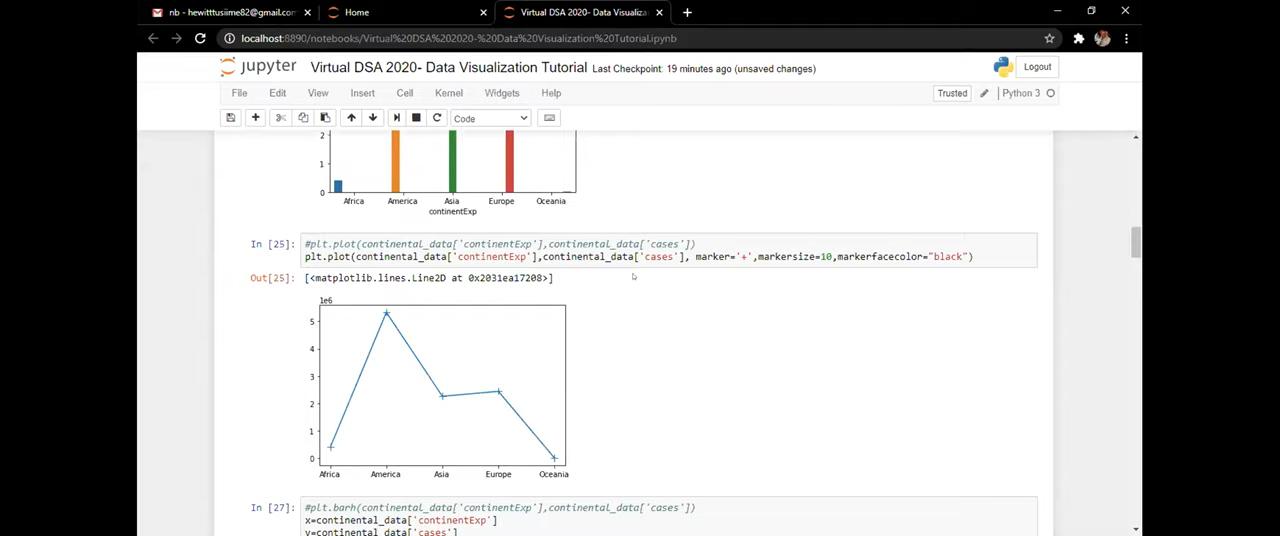 nb - hewitttusiime82@gmail.com
Home
Virtual DSA 2020- Data Visualiza
localhost:8890/notebooks/Virtual%20DSA%202020-%20Data%20Visualization%20Tutorial.ipynb
jupyter Virtual DSA 2020- Data Visualization Tutorial Last Checkpoint: 19 minutes ago (unsaved changes) Logout
File Edit View Insert Cell Kernel Widgets Help Trusted Python 3
Code
2
1
0
Africa America Asia Europe Oceania
continentExp
In [25]: #plt.plot(continental_data['continentExp'],continental_data['cases'])
plt.plot(continental_data['continentExp'],continental_data['cases'], marker='+',markersize=10,markerfacecolor="black")
Out[25]: [<matplotlib.lines.Line2D at 0x2031ea17208>]
1e6
5
4
3
2
1
0
Africa America Asia Europe Oceania
In [27]: #plt.barh(continental_data['continentExp'],continental_data['cases'])
x=continental_data['continentExp']
y=continental_data['cases']